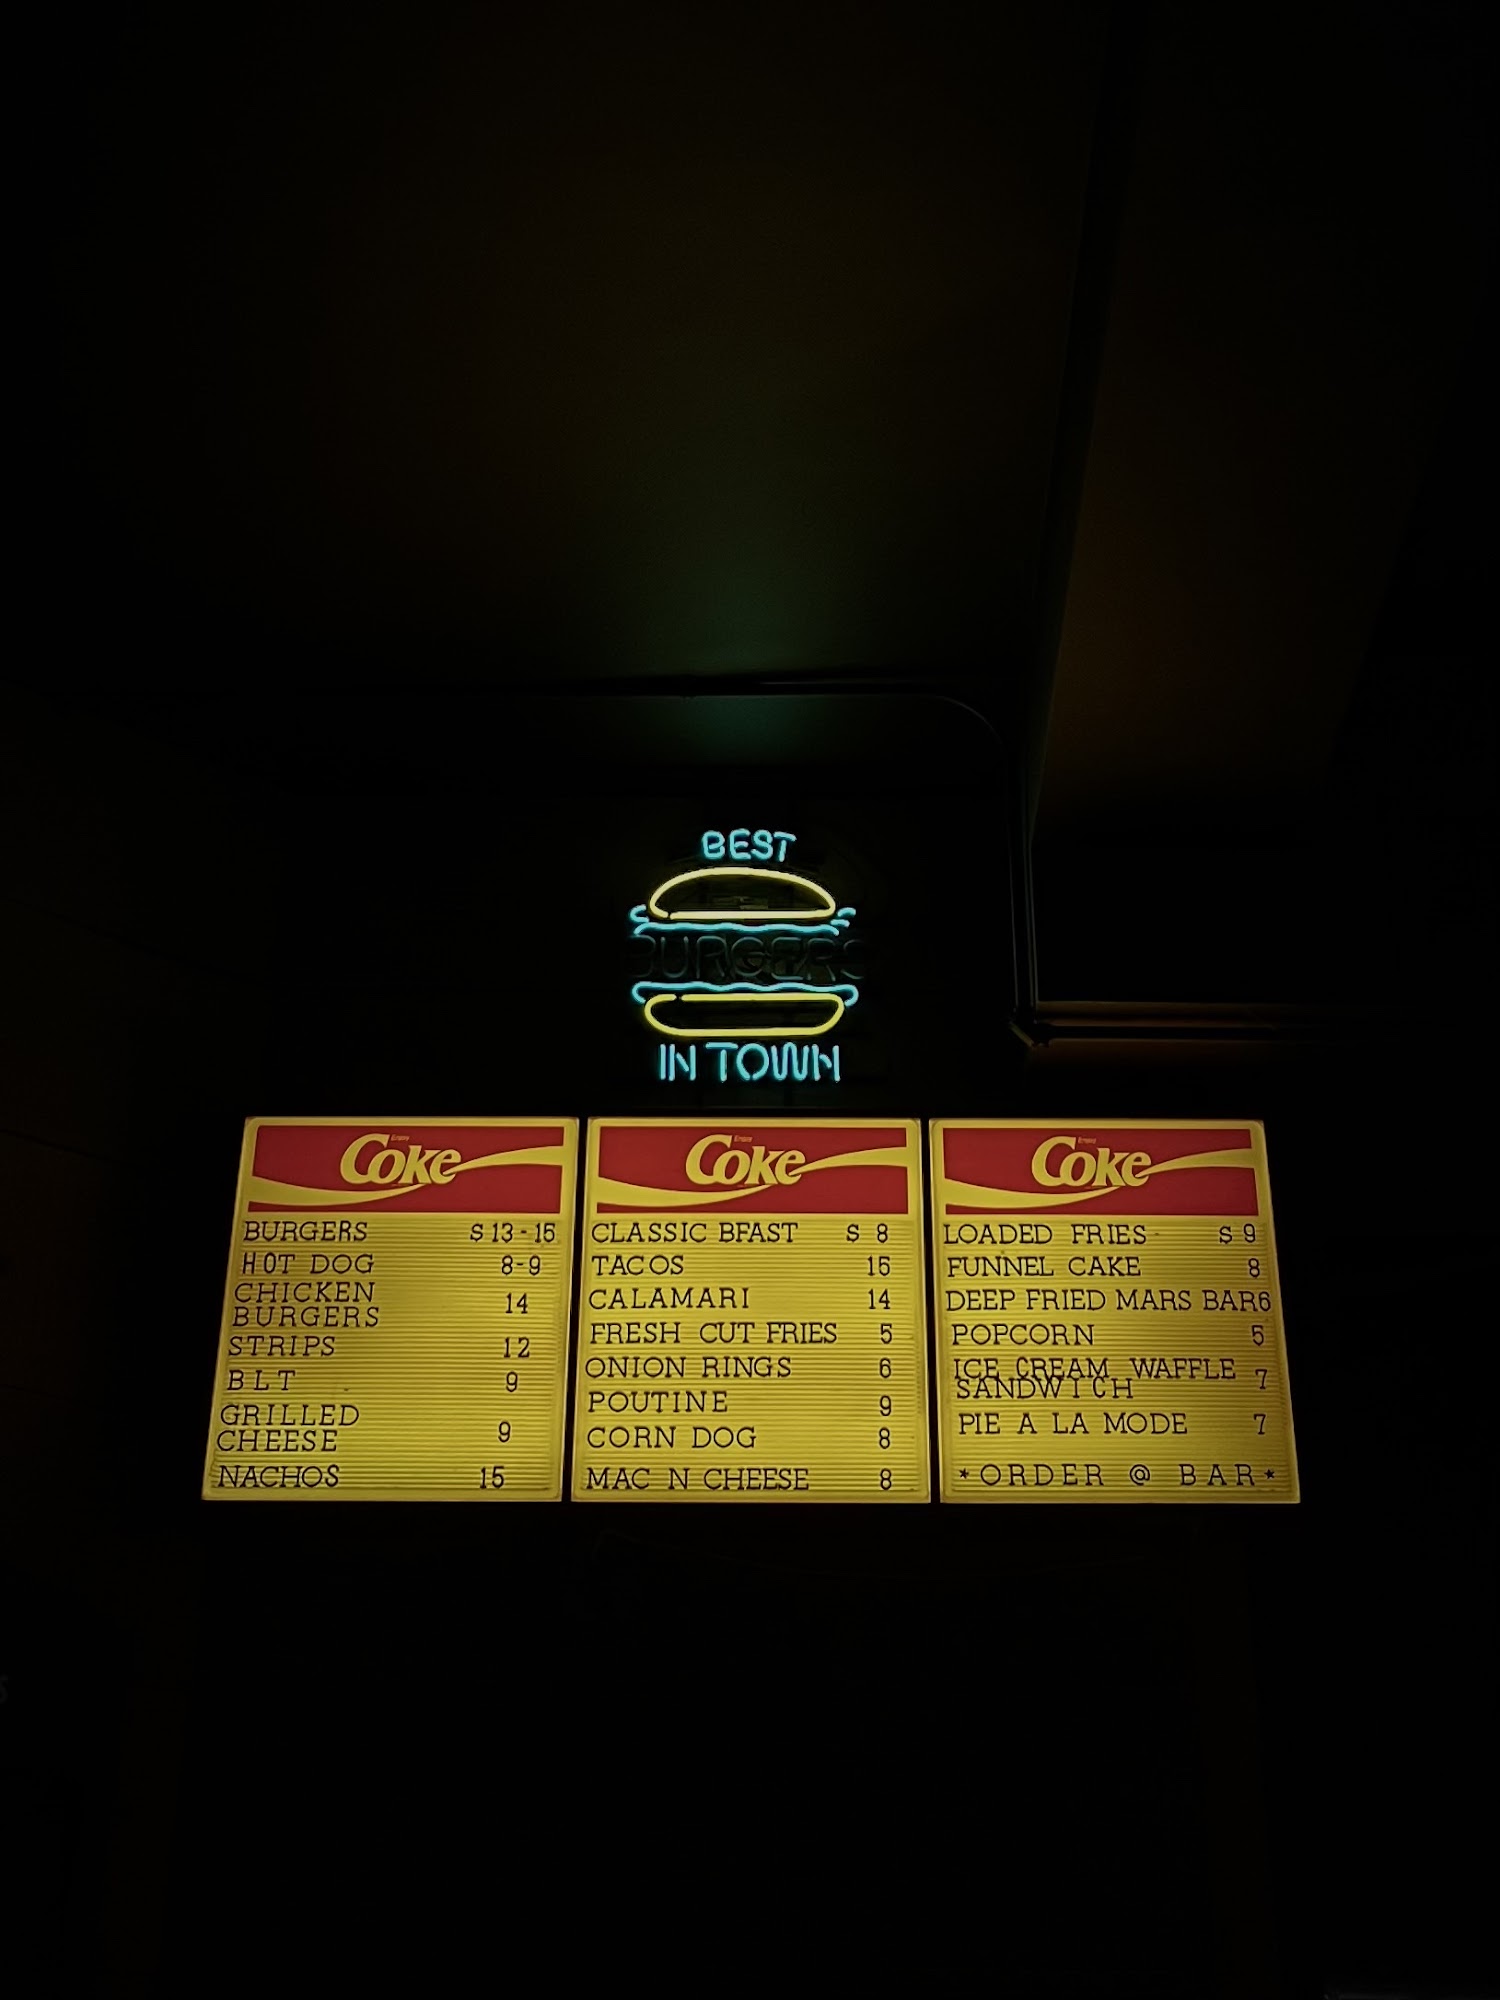 BEST
BURGERS
IN TOWN
Enjoy
Coke
BURGERS $ 13 - 15
HOT DOG 8-9
CHICKEN
BURGERS 14
STRIPS 12
BLT 9
GRILLED
CHEESE 9
NACHOS 15
Enjoy
Coke
CLASSIC BFAST $ 8
TACOS 15
CALAMARI 14
FRESH CUT FRIES 5
ONION RINGS 6
POUTINE 9
CORN DOG 8
MAC N CHEESE 8
Enjoy
Coke
LOADED FRIES $ 9
FUNNEL CAKE 8
DEEP FRIED MARS BAR 6
POPCORN 5
ICE CREAM WAFFLE
SANDWICH 7
PIE A LA MODE 7
*ORDER @ BAR*